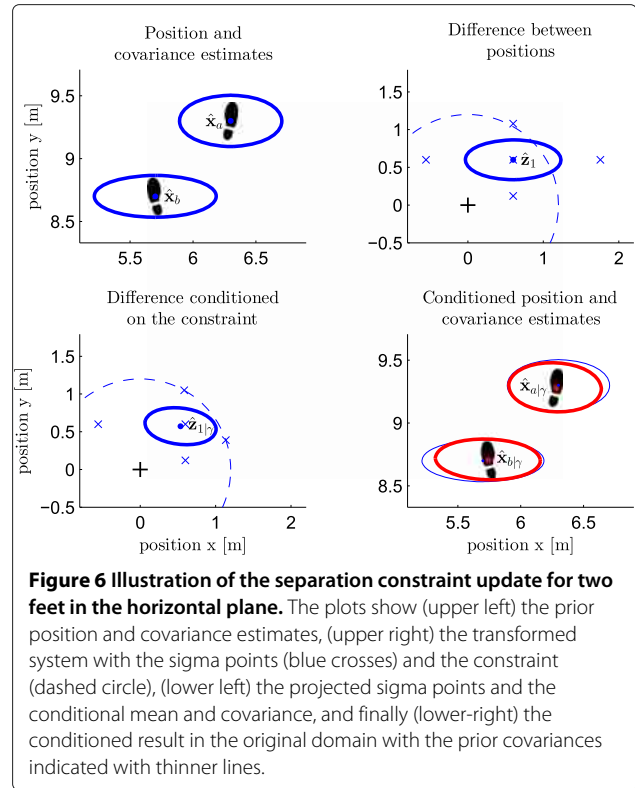 Position and
covariance estimates
Difference between
positions
position y [m]
9.5
9
8.5
x̂a
x̂b
5.5 6 6.5
1.5
1
0.5
0
−0.5
ẑ1
0 1 2
Difference conditioned
on the constraint
Conditioned position and
covariance estimates
position y [m]
1.5
1
0.5
0
−0.5
ẑ1|γ
0 1 2
position x [m]
9.5
9
8.5
x̂a|γ
x̂b|γ
5.5 6 6.5
position x [m]
Figure 6 Illustration of the separation constraint update for two
feet in the horizontal plane. The plots show (upper left) the prior
position and covariance estimates, (upper right) the transformed
system with the sigma points (blue crosses) and the constraint
(dashed circle), (lower left) the projected sigma points and the
conditional mean and covariance, and finally (lower-right) the
conditioned result in the original domain with the prior covariances
indicated with thinner lines.